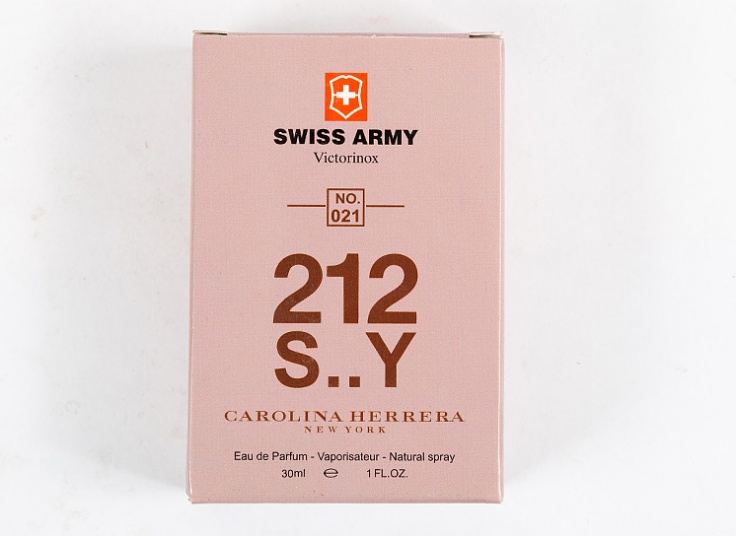 SWISS ARMY
Victorinox
NO.
021
212
S..Y
CAROLINA HERRERA
NEW YORK
Eau de Parfum - Vaporisateur - Natural spray
30ml ℮ 1 FL.OZ.